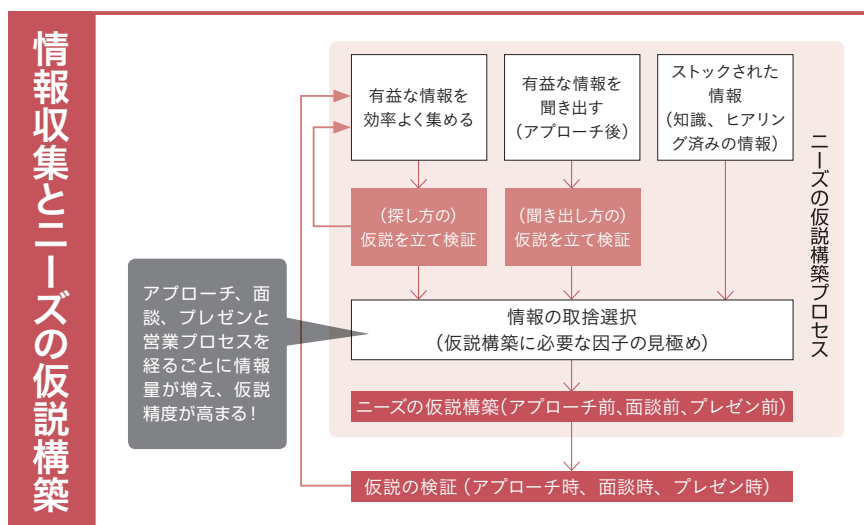 情報収集とニーズの仮説構築
有益な情報を
効率よく集める
有益な情報を
聞き出す
(アプローチ後)
ストックされた
情報
(知識、ヒアリン
グ済みの情報)
ニーズの仮説構築プロセス
(探し方の)
仮説を立て検証
(聞き出し方の)
仮説を立て検証
アプローチ、面
談、プレゼンと
営業プロセスを
経るごとに情報
量が増え、仮説
精度が高まる!
情報の取捨選択
(仮説構築に必要な因子の見極め)
ニーズの仮説構築(アプローチ前、面談前、プレゼン前)
仮説の検証(アプローチ時、面談時、プレゼン時)